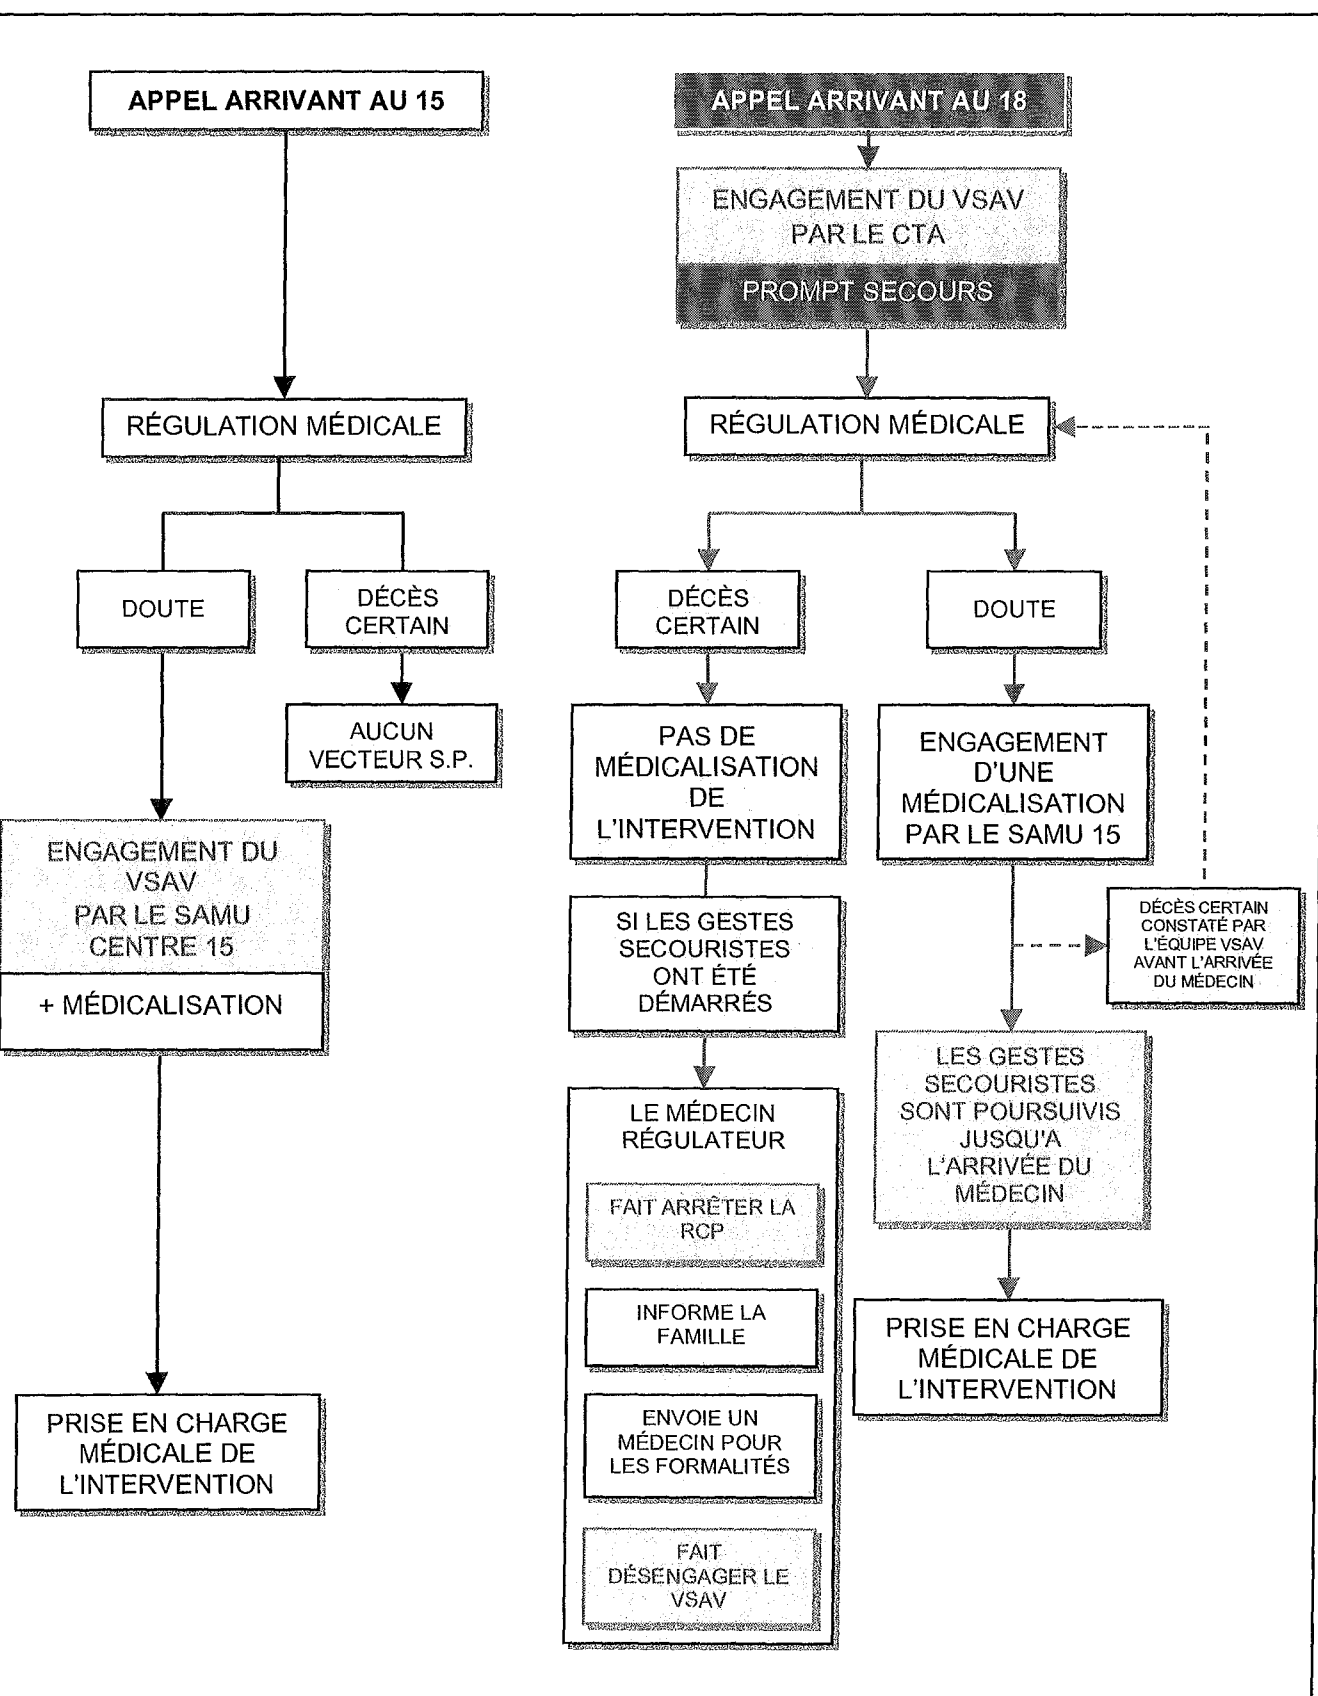 APPEL ARRIVANT AU 15
RÉGULATION MÉDICALE
DOUTE
DÉCÈS
CERTAIN
AUCUN
VECTEUR S.P.
ENGAGEMENT DU
VSAV
PAR LE SAMU
CENTRE 15
+ MÉDICALISATION
PRISE EN CHARGE
MÉDICALE DE
L'INTERVENTION
APPEL ARRIVANT AU 18
ENGAGEMENT DU VSAV
PAR LE CTA
PROMPT SECOURS
RÉGULATION MÉDICALE
DÉCÈS
CERTAIN
PAS DE
MÉDICALISATION
DE
L'INTERVENTION
SI LES GESTES
SECOURISTES
ONT ÉTÉ
DÉMARRÉS
LE MÉDECIN
RÉGULATEUR
FAIT ARRÊTER LA
RCP
INFORME LA
FAMILLE
ENVOIE UN
MÉDECIN POUR
LES FORMALITÉS
FAIT
DÉSENGAGER LE
VSAV
DOUTE
ENGAGEMENT
D'UNE
MÉDICALISATION
PAR LE SAMU 15
DÉCÈS CERTAIN
CONSTATÉ PAR
L'ÉQUIPE VSAV
AVANT L'ARRIVÉE
DU MÉDECIN
LES GESTES
SECOURISTES
SONT POURSUIVIS
JUSQU'A
L'ARRIVÉE DU
MÉDECIN
PRISE EN CHARGE
MÉDICALE DE
L'INTERVENTION